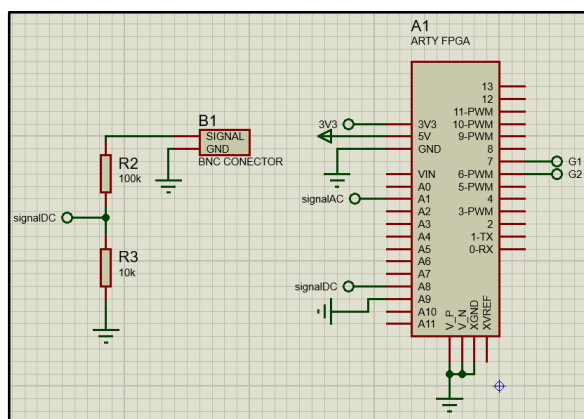 A1
ARTY FPGA
B1
SIGNAL
GND
BNC CONECTOR
R2
100k
signalDC
R3
10k
3V3
3V3
5V
GND
VIN
A0
signalAC
A1
A2
A3
A4
A5
A6
A7
signalDC
A8
A9
A10
A11
13
12
11-PWM
10-PWM
9-PWM
8
7
G1
6-PWM
G2
5-PWM
4
3-PWM
2
1-TX
0-RX
V_P
V_N
XGND
XVREF